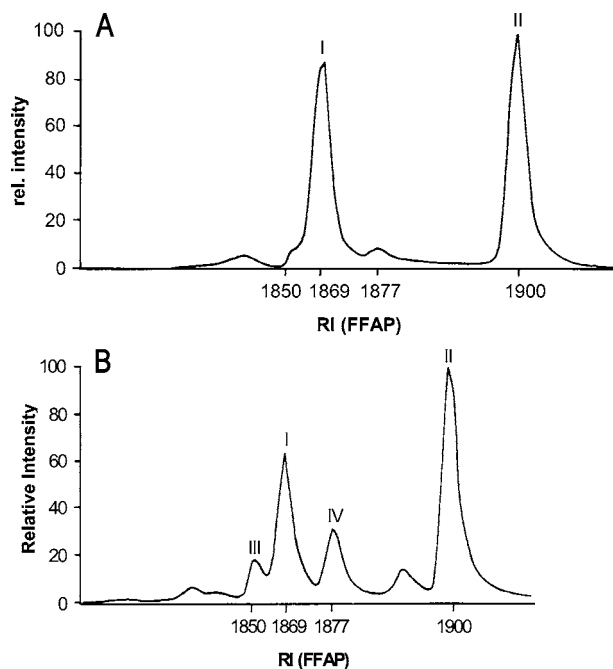 A
I
II
100
80
60
40
20
0
rel. intensity
1850 1869 1877 1900
RI (FFAP)
B
II
I
III
IV
100
80
60
40
20
0
Relative Intensity
1850 1869 1877 1900
RI (FFAP)